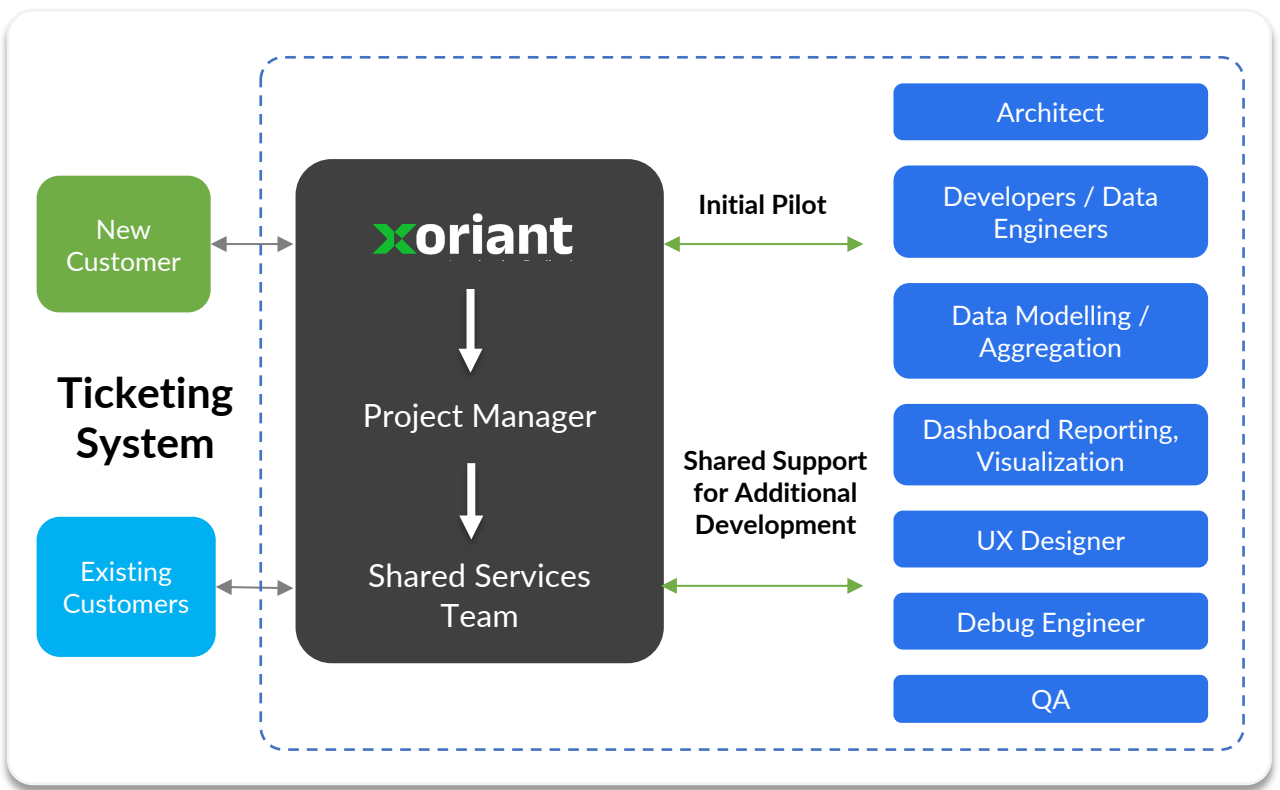 New
Customer
Ticketing
System
Existing
Customers
xoriant
Project Manager
Shared Services
Team
Initial Pilot
Shared Support
for Additional
Development
Architect
Developers / Data
Engineers
Data Modelling /
Aggregation
Dashboard Reporting,
Visualization
UX Designer
Debug Engineer
QA